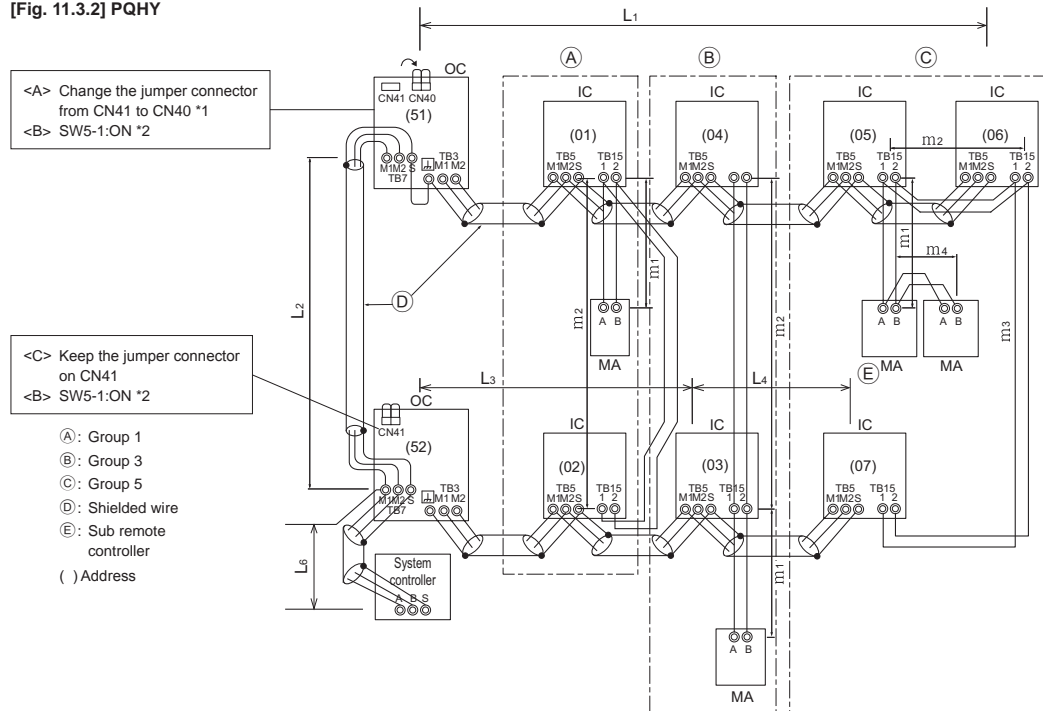 [Fig. 11.3.2] PQHY
L1
A
B
C
<A> Change the jumper connector
from CN41 to CN40 *1
<B> SW5-1:ON *2
OC
CN41 CN40
(51)
M1M2 S
TB7
TB3
M1 M2
IC
(01)
TB5
M1M2S
TB15
1 2
IC
(04)
TB5
M1M2S
IC
(05)
TB5
M1M2S
TB15
1 2
IC
(06)
TB5
M1M2S
TB15
1 2
m2
m1
m4
m1
m2
m2
m3
L2
D
A B
MA
A B
MA
A B
MA
E
<C> Keep the jumper connector
on CN41
<B> SW5-1:ON *2
L3
L4
OC
CN41
(52)
M1M2 S
TB7
TB3
M1 M2
IC
(02)
TB5
M1M2S
TB15
1 2
IC
(03)
TB5
M1M2S
TB15
1 2
IC
(07)
TB5
M1M2S
TB15
1 2
A: Group 1
B: Group 3
C: Group 5
D: Shielded wire
E: Sub remote
controller
( ) Address
L6
System
controller
A B S
m1
A B
MA